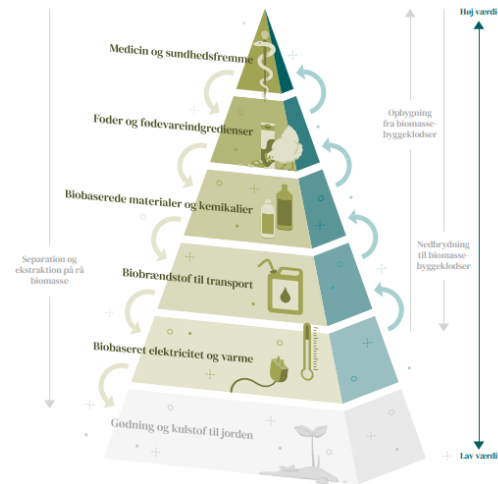 Høj værdi
Medicin og sundhedsfremme
Opbygning
fra biomasse-
byggeklodser
Foder og fødevareingredienser
Biobaserede materialer og kemikalier
Nedbrydning
til biomasse-
byggeklodser
Separation og
ekstraktion på rå
biomasse
Biobrændstof til transport
Biobaseret elektricitet og varme
Gødning og kulstof til jorden
Lav værdi